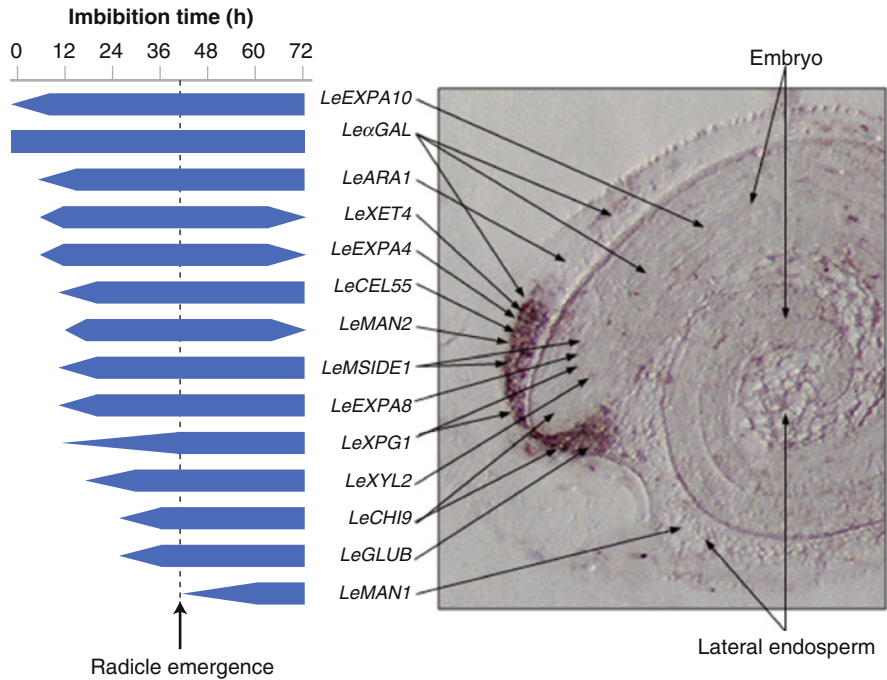 Imbibition time (h)
0 12 24 36 48 60 72
Embryo
LeEXPA10
LeαGAL
LeARA1
LeXET4
LeEXPA4
LeCEL55
LeMAN2
LeMSIDE1
LeEXPA8
LeXPG1
LeXYL2
LeCHI9
LeGLUB
LeMAN1
Radicle emergence
Lateral endosperm